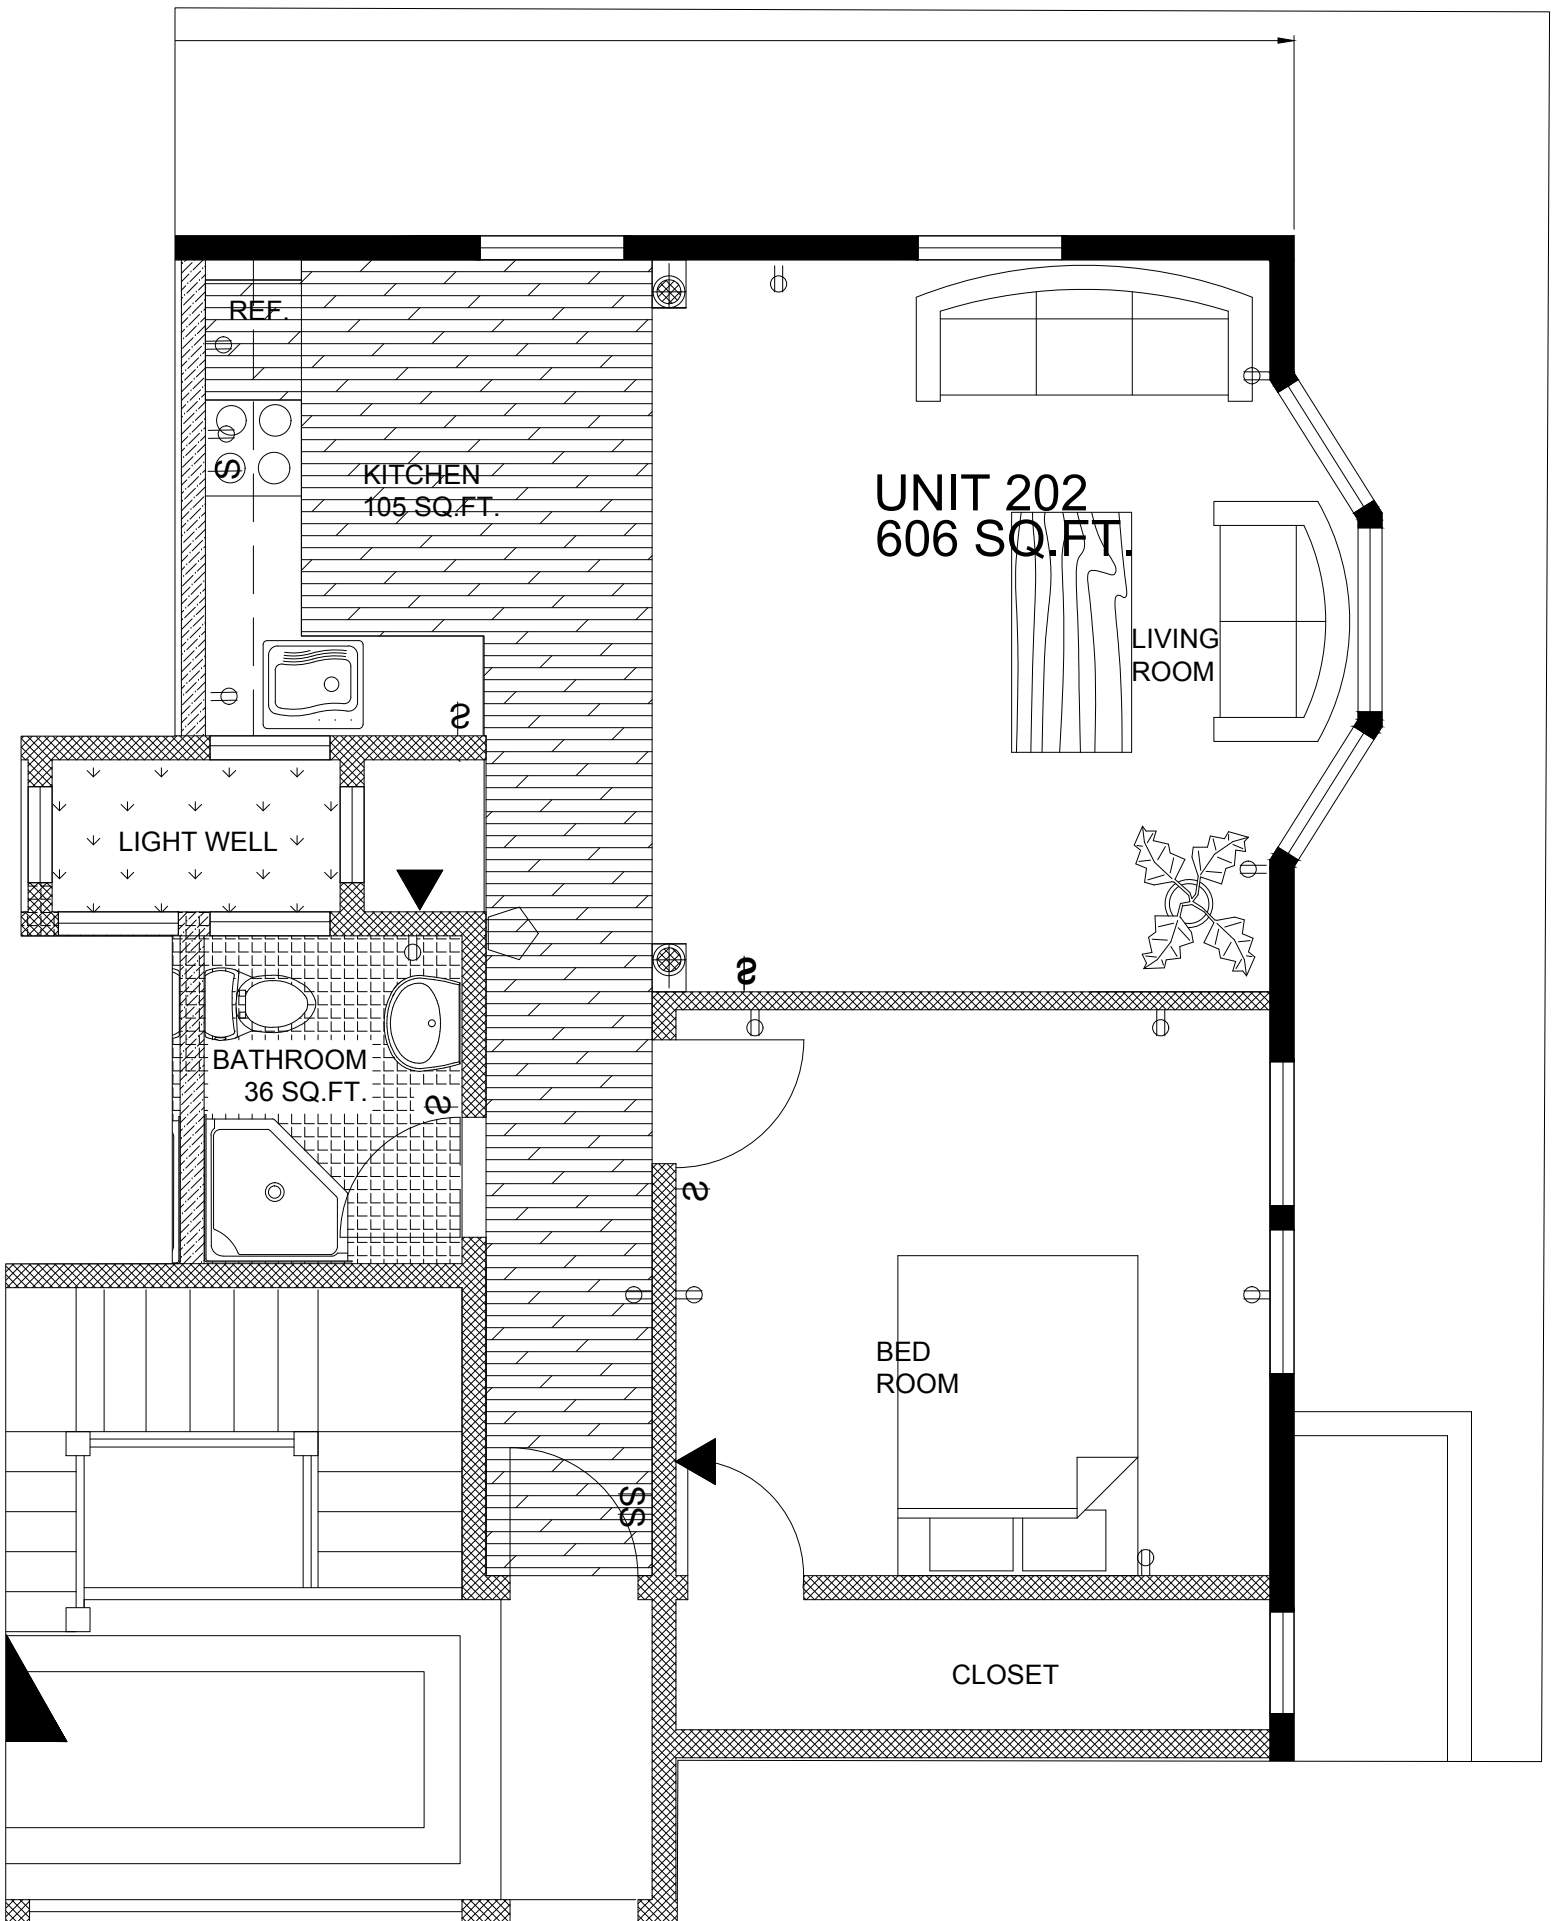 REF.
KITCHEN
105 SQ.FT.
UNIT 202
606 SQ.FT.
LIVING
ROOM
S
S
LIGHT WELL
S
BATHROOM
36 SQ.FT.
S
S
BED
ROOM
SS
CLOSET